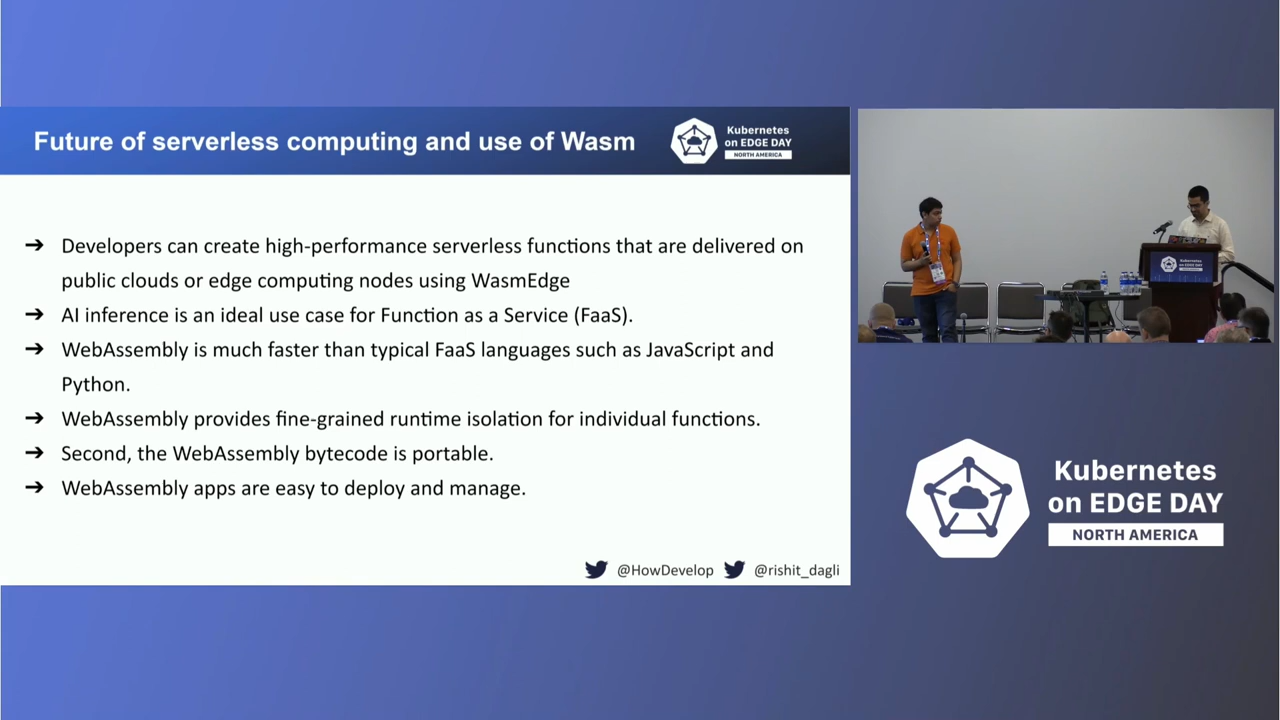 Future of serverless computing and use of Wasm
Kubernetes
on EDGE DAY
NORTH AMERICA
➔ Developers can create high-performance serverless functions that are delivered on
public clouds or edge computing nodes using WasmEdge
➔ AI inference is an ideal use case for Function as a Service (FaaS).
➔ WebAssembly is much faster than typical FaaS languages such as JavaScript and
Python.
➔ WebAssembly provides fine-grained runtime isolation for individual functions.
➔ Second, the WebAssembly bytecode is portable.
➔ WebAssembly apps are easy to deploy and manage.
@HowDevelop @rishit_dagli
Kubernetes
on EDGE DAY
Kubernetes
on EDGE DAY
NORTH AMERICA